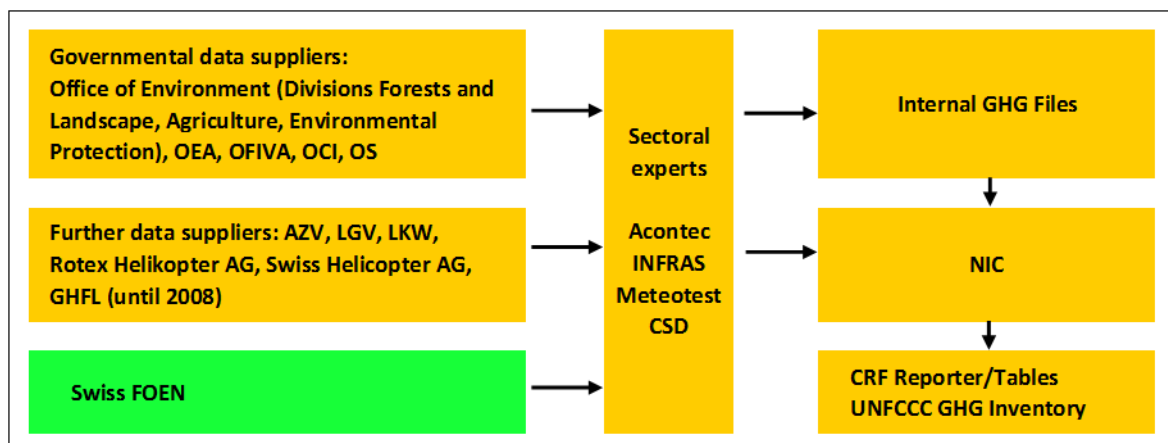 Governmental data suppliers:
Office of Environment (Divisions Forests and
Landscape, Agriculture, Environmental
Protection), OEA, OFIVA, OCI, OS
Further data suppliers: AZV, LGV, LKW,
Rotex Helikopter AG, Swiss Helicopter AG,
GHFL (until 2008)
Swiss FOEN
Sectoral
experts
Acontec
INFRAS
Meteotest
CSD
Internal GHG Files
NIC
CRF Reporter/Tables
UNFCCC GHG Inventory